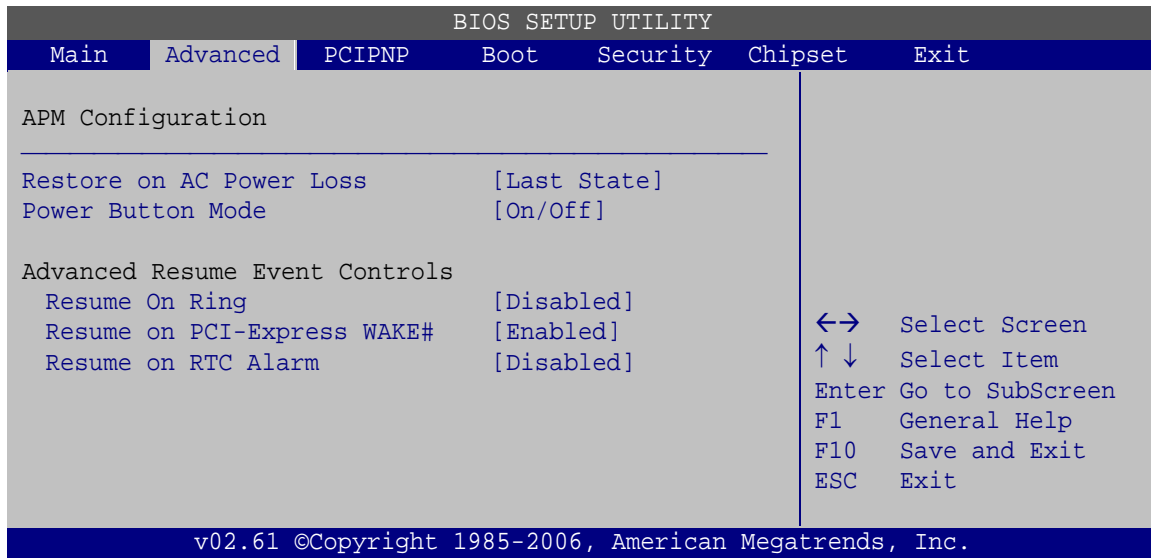 BIOS SETUP UTILITY
Main Advanced PCIPNP Boot Security Chipset Exit
APM Configuration
Restore on AC Power Loss [Last State]
Power Button Mode [On/Off]
Advanced Resume Event Controls
Resume On Ring [Disabled]
Resume on PCI-Express WAKE# [Enabled]
Resume on RTC Alarm [Disabled]
←→ Select Screen
↑ ↓ Select Item
Enter Go to SubScreen
F1 General Help
F10 Save and Exit
ESC Exit
v02.61 ©Copyright 1985-2006, American Megatrends, Inc.